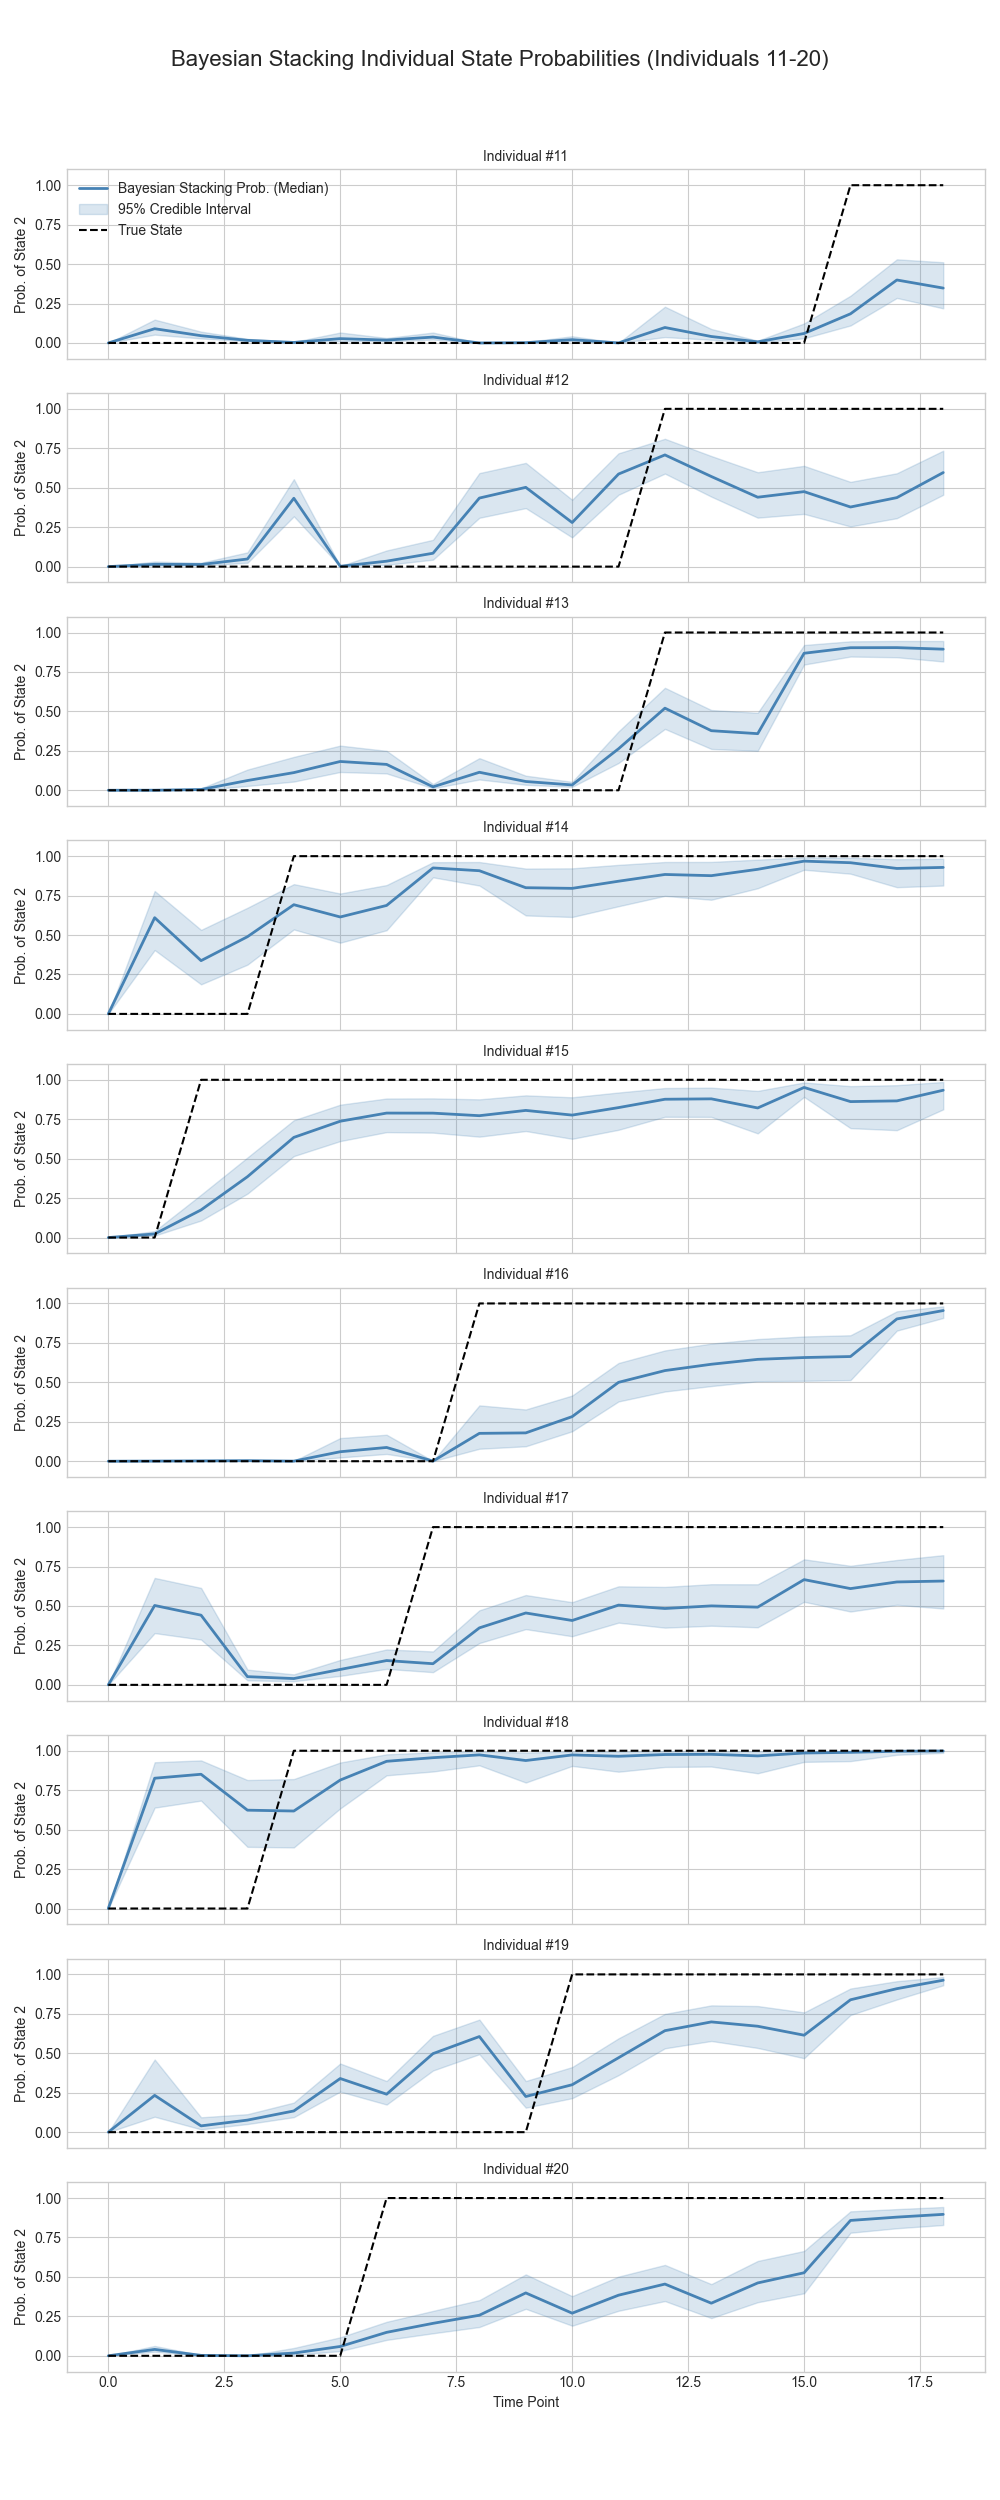 Bayesian Stacking Individual State Probabilities (Individuals 11-20)
Individual #11
Bayesian Stacking Prob. (Median)
95% Credible Interval
True State
Prob. of State 2
1.00
0.75
0.50
0.25
0.00
Individual #12
Prob. of State 2
1.00
0.75
0.50
0.25
0.00
Individual #13
Prob. of State 2
1.00
0.75
0.50
0.25
0.00
Individual #14
Prob. of State 2
1.00
0.75
0.50
0.25
0.00
Individual #15
Prob. of State 2
1.00
0.75
0.50
0.25
0.00
Individual #16
Prob. of State 2
1.00
0.75
0.50
0.25
0.00
Individual #17
Prob. of State 2
1.00
0.75
0.50
0.25
0.00
Individual #18
Prob. of State 2
1.00
0.75
0.50
0.25
0.00
Individual #19
Prob. of State 2
1.00
0.75
0.50
0.25
0.00
Individual #20
Prob. of State 2
1.00
0.75
0.50
0.25
0.00
0.0 2.5 5.0 7.5 10.0 12.5 15.0 17.5
Time Point